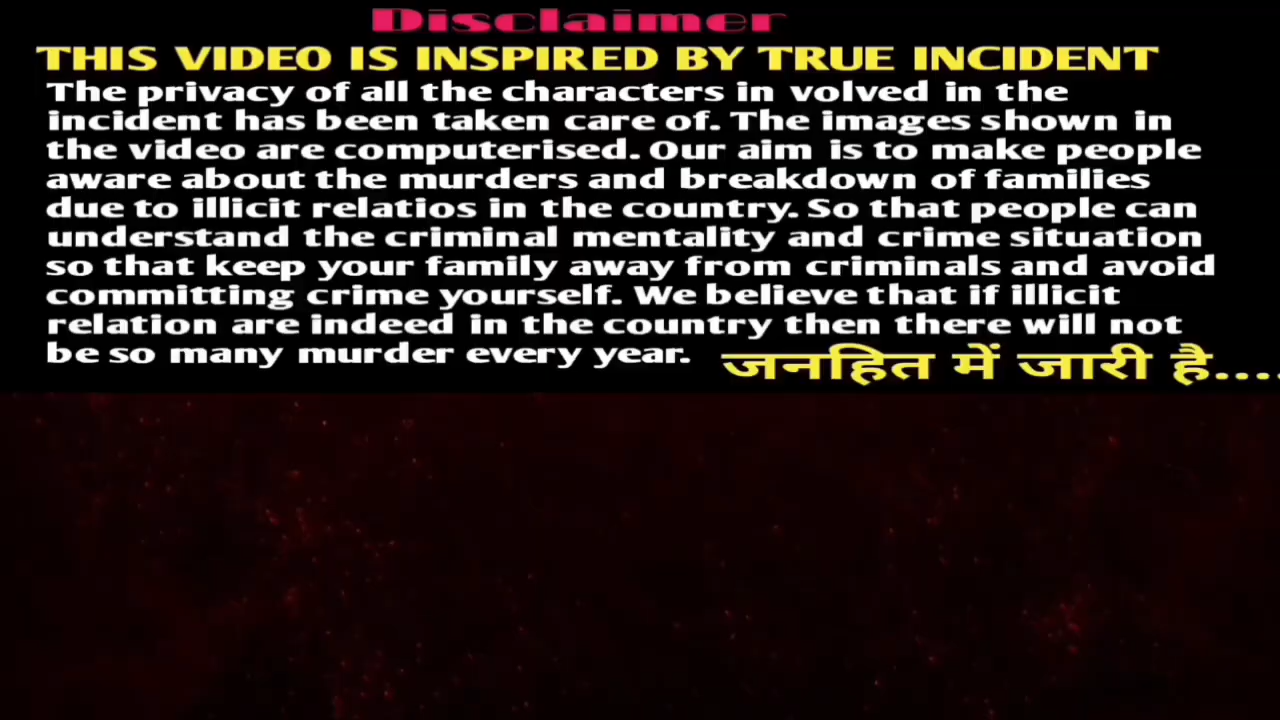 Disclaimer
THIS VIDEO IS INSPIRED BY TRUE INCIDENT
The privacy of all the characters in volved in the
incident has been taken care of. The images shown in
the video are computerised. Our aim is to make people
aware about the murders and breakdown of families
due to illicit relatios in the country. So that people can
understand the criminal mentality and crime situation
so that keep your family away from criminals and avoid
committing crime yourself. We believe that if illicit
relation are indeed in the country then there will not
be so many murder every year.
जनहित में जारी है....